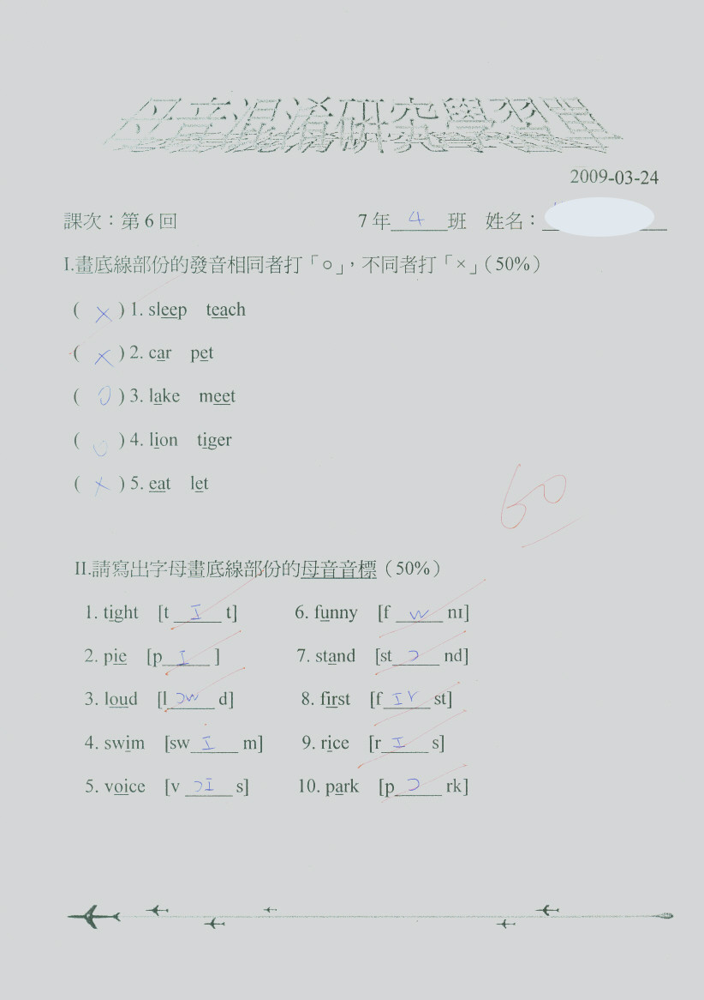 母音混淆研究學習單
2009-03-24
課次：第 6 回 7 年 4 班 姓名：
I.畫底線部份的發音相同者打「○」，不同者打「×」（50%）
( × ) 1. sleep teach
( × ) 2. car pet
( ○ ) 3. lake meet
( ○ ) 4. lion tiger
( × ) 5. eat let
60
II.請寫出字母畫底線部份的母音音標（50%）
1. tight [t I t] 6. funny [f w nɪ]
2. pie [p I ] 7. stand [st ɔ nd]
3. loud [l ɔw d] 8. first [f Ir st]
4. swim [sw I m] 9. rice [r I s]
5. voice [v ɔI s] 10. park [p ɔ rk]